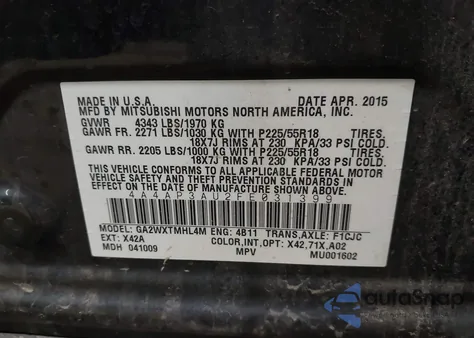 MADE IN U.S.A. DATE APR. 2015
MFD BY MITSUBISHI MOTORS NORTH AMERICA, INC.
GVWR 4343 LBS/1970 KG
GAWR FR. 2271 LBS/1030 KG WITH P225/55R18 TIRES,
18X7J RIMS AT 230 KPA/33 PSI COLD.
GAWR RR. 2205 LBS/1000 KG WITH P225/55R18 TIRES,
18X7J RIMS AT 230 KPA/33 PSI COLD.
THIS VEHICLE CONFORMS TO ALL APPLICABLE FEDERAL MOTOR
VEHICLE SAFETY, BUMPER, AND THEFT PREVENTION STANDARDS
IN EFFECT ON THE DATE OF MANUFACTURE SHOWN ABOVE.
4A4AP3AU2FE031399
MODEL: GA2WXTMHL4M ENG: 4B11 TRANS,AXLE: F1CJC
EXT: X42A COLOR,INT,OPT: X42,71X,A02
MDH 041009 MPV MU001602
autoSnap